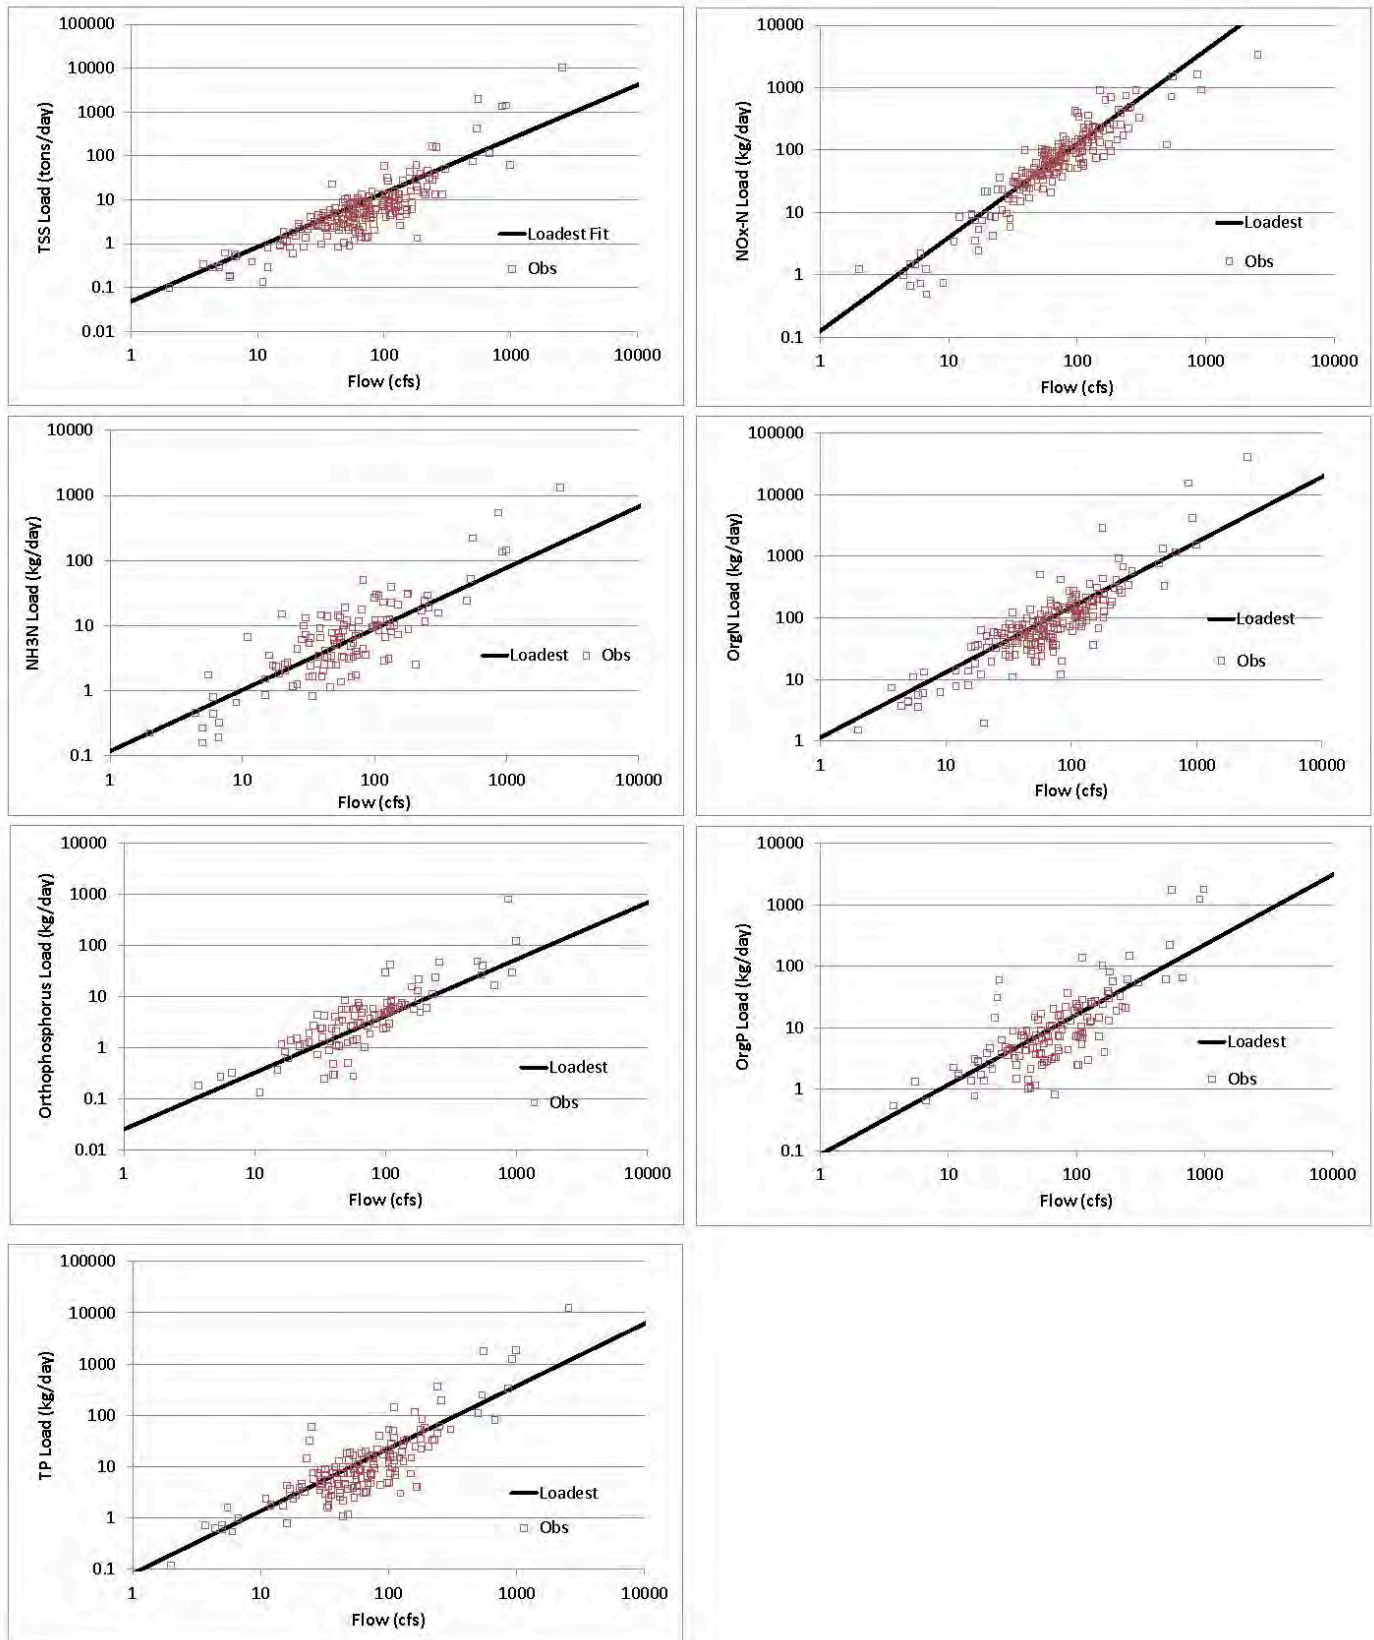 TSS Load (tons/day)
100000
10000
1000
100
10
1
0.1
0.01
Loadest Fit
Obs
1 10 100 1000 10000
Flow (cfs)
NOx-N Load (kg/day)
10000
1000
100
10
1
0.1
Loadest
Obs
1 10 100 1000 10000
Flow (cfs)
NH3N Load (kg/day)
10000
1000
100
10
1
0.1
Loadest Obs
1 10 100 1000 10000
Flow (cfs)
OrgN Load (kg/day)
100000
10000
1000
100
10
1
Loadest
Obs
1 10 100 1000 10000
Flow (cfs)
Orthophosphorus Load (kg/day)
10000
1000
100
10
1
0.1
0.01
Loadest
Obs
1 10 100 1000 10000
Flow (cfs)
OrgP Load (kg/day)
10000
1000
100
10
1
0.1
Loadest
Obs
1 10 100 1000 10000
Flow (cfs)
TP Load (kg/day)
100000
10000
1000
100
10
1
0.1
Loadest
Obs
1 10 100 1000 10000
Flow (cfs)